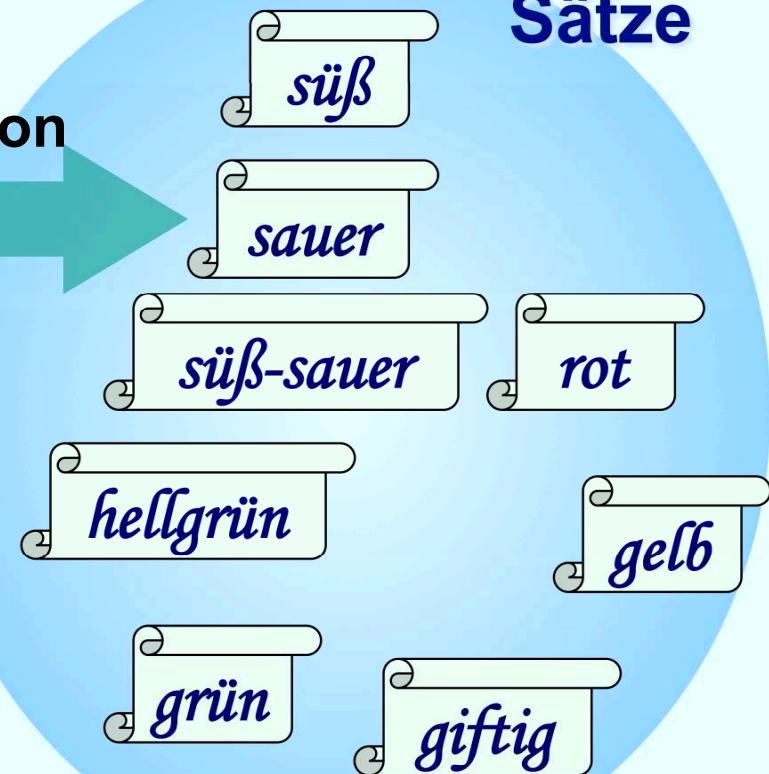 Sätze
süß
on
sauer
süß-sauer
rot
hellgrün
gelb
grün
giftig